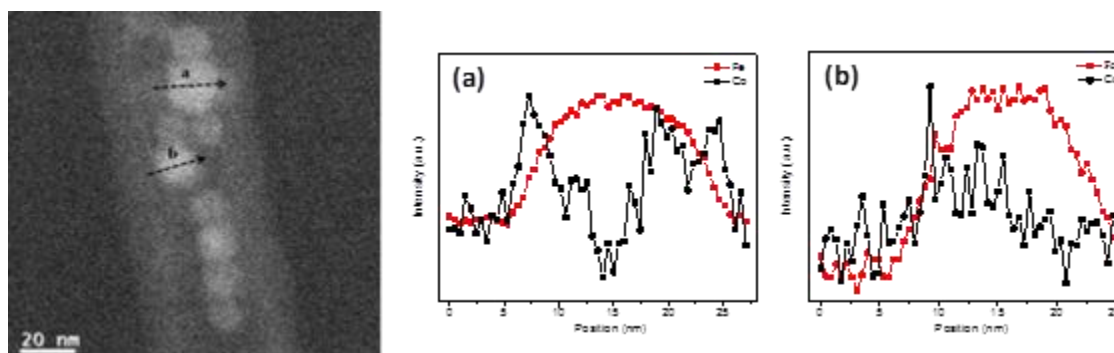 a
b
20 nm
(a)
Fe
Co
Intensity (a.u.)
0 5 10 15 20 25
Position (nm)
(b)
Intensity (a.u.)
0 5 10 15 20
Position (nm)